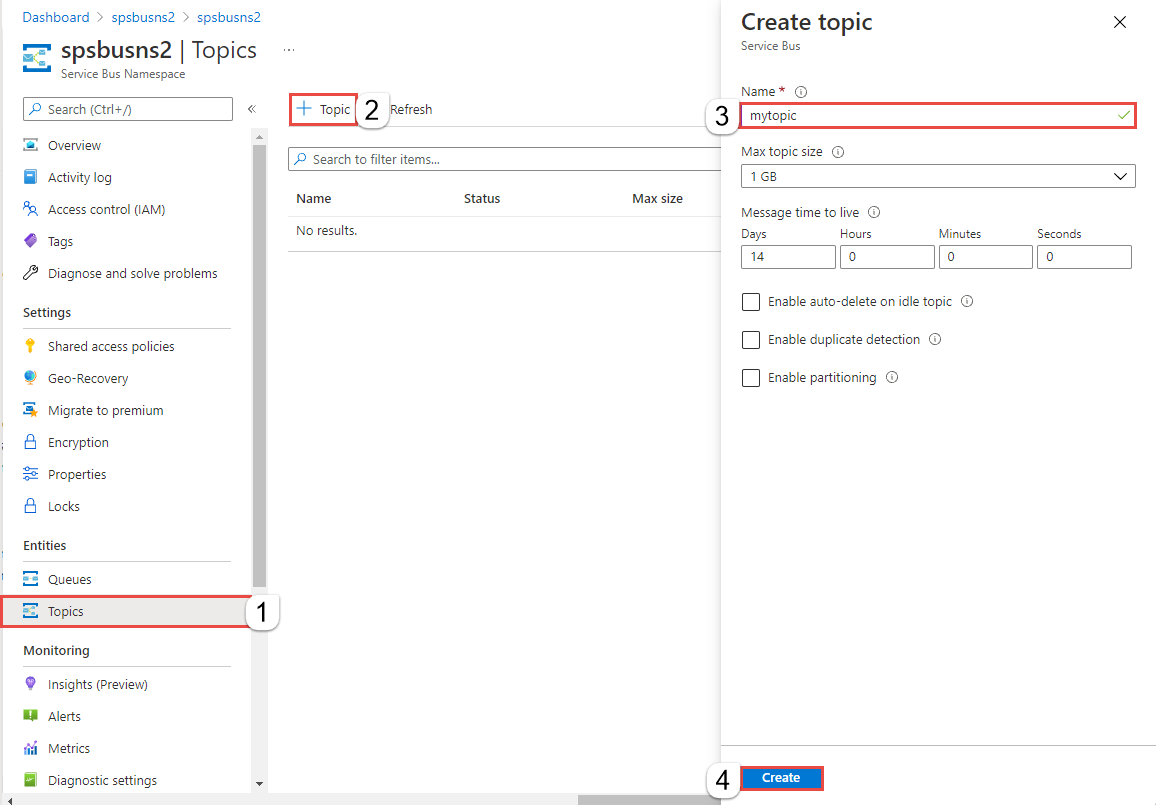 Dashboard > spsbusns2 > spsbusns2
spsbusns2 | Topics ...
Service Bus Namespace
Search (Ctrl+/)
«
Overview
Activity log
Access control (IAM)
Tags
Diagnose and solve problems
Settings
Shared access policies
Geo-Recovery
Migrate to premium
Encryption
Properties
Locks
Entities
Queues
Topics
1
Monitoring
Insights (Preview)
Alerts
Metrics
Diagnostic settings
+ Topic 2 Refresh
Search to filter items...
Name Status Max size
No results.
Create topic
Service Bus
Name *
3 mytopic
Max topic size
1 GB
Message time to live
Days Hours Minutes Seconds
14 0 0 0
Enable auto-delete on idle topic
Enable duplicate detection
Enable partitioning
4 Create